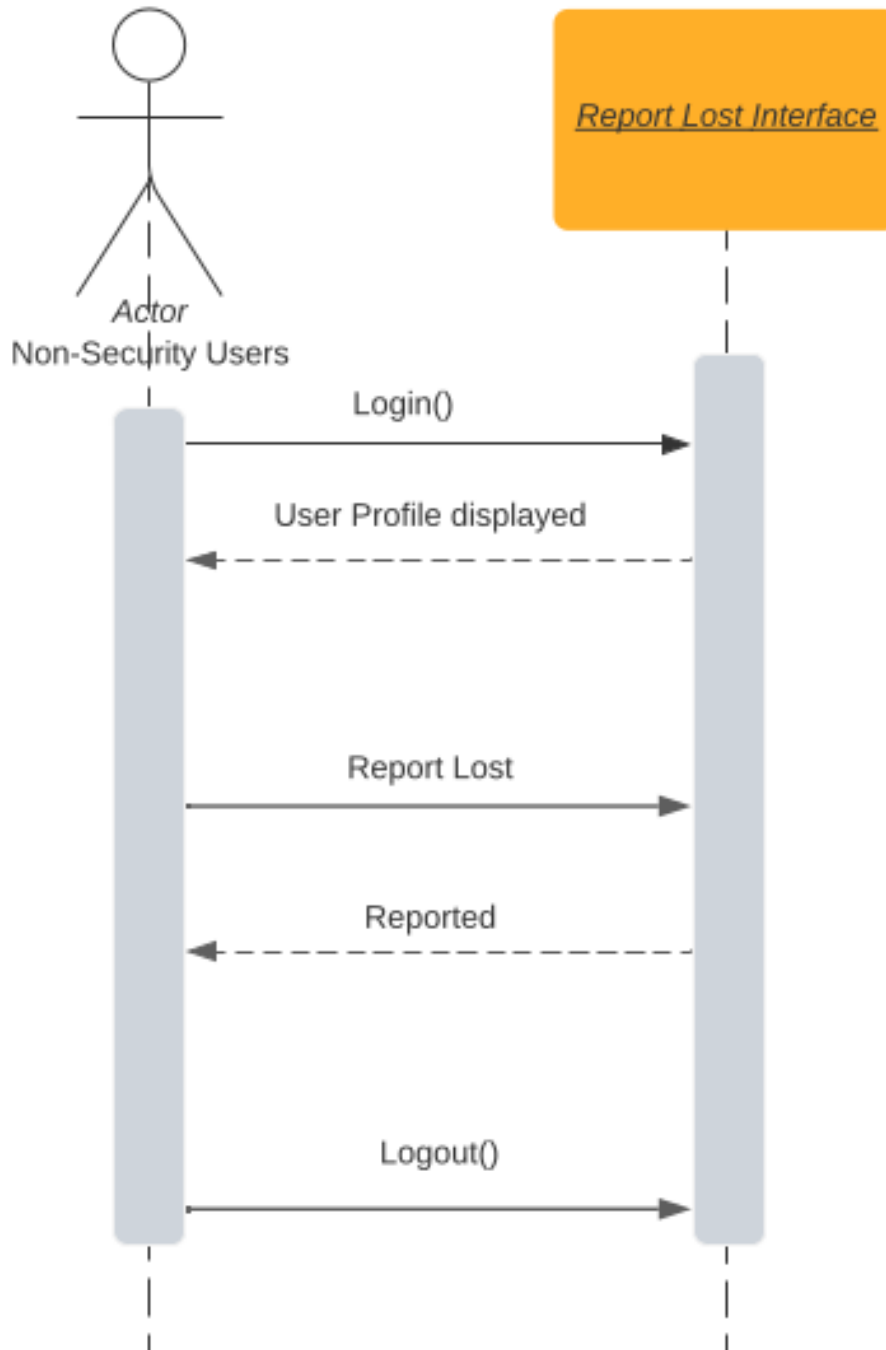 Report Lost Interface
Actor
Non-Security Users
Login()
User Profile displayed
Report Lost
Reported
Logout()